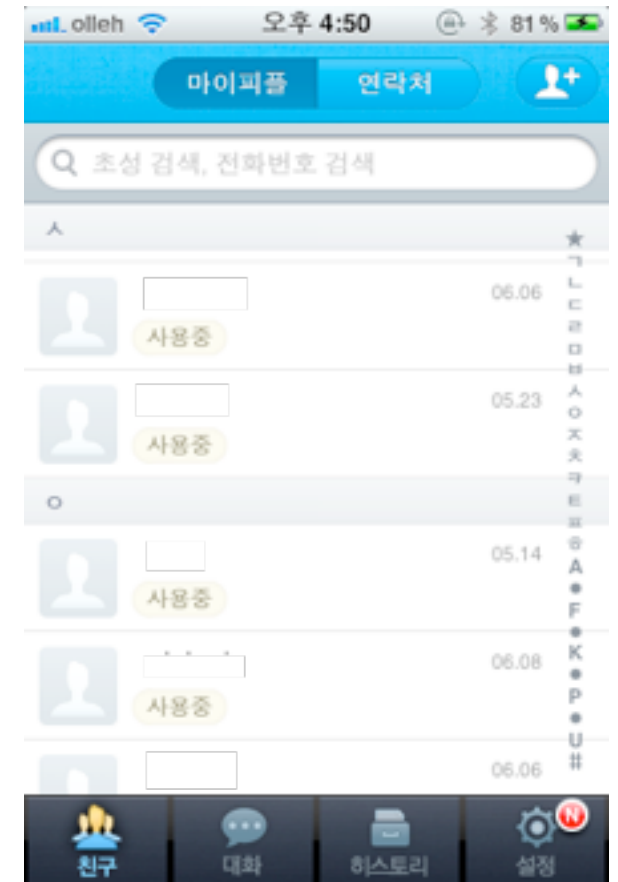 olleh 오후 4:50 81%
마이피플 연락처
초성 검색, 전화번호 검색
ㅅ
★
ㄱ
ㄴ
ㄷ
ㄹ
ㅁ
ㅂ
ㅅ
ㅇ
ㅈ
ㅊ
ㅋ
ㅌ
ㅍ
ㅎ
A
●
F
●
K
●
P
●
U
#
06.06
사용중
05.23
사용중
ㅇ
05.14
사용중
06.08
사용중
06.06
친구 대화 히스토리 설정 N